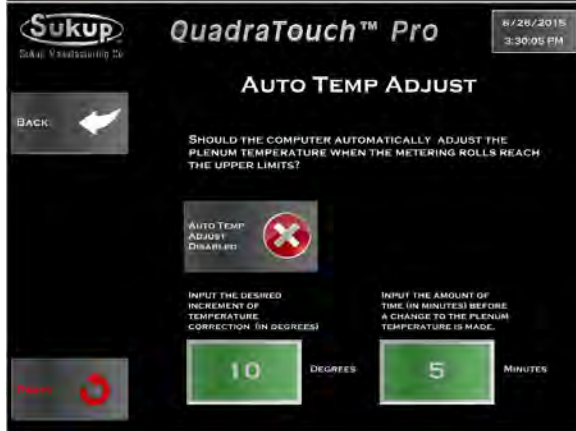 Sukup
Sukup Manufacturing Co
QuadraTouch™ Pro
8/26/2015
3:30:05 PM
AUTO TEMP ADJUST
BACK
SHOULD THE COMPUTER AUTOMATICALLY ADJUST THE
PLENUM TEMPERATURE WHEN THE METERING ROLLS REACH
THE UPPER LIMITS?
AUTO TEMP
ADJUST
DISABLED
INPUT THE DESIRED
INCREMENT OF
TEMPERATURE
CORRECTION (IN DEGREES)
INPUT THE AMOUNT OF
TIME (IN MINUTES) BEFORE
A CHANGE TO THE PLENUM
TEMPERATURE IS MADE.
10
DEGREES
5
MINUTES